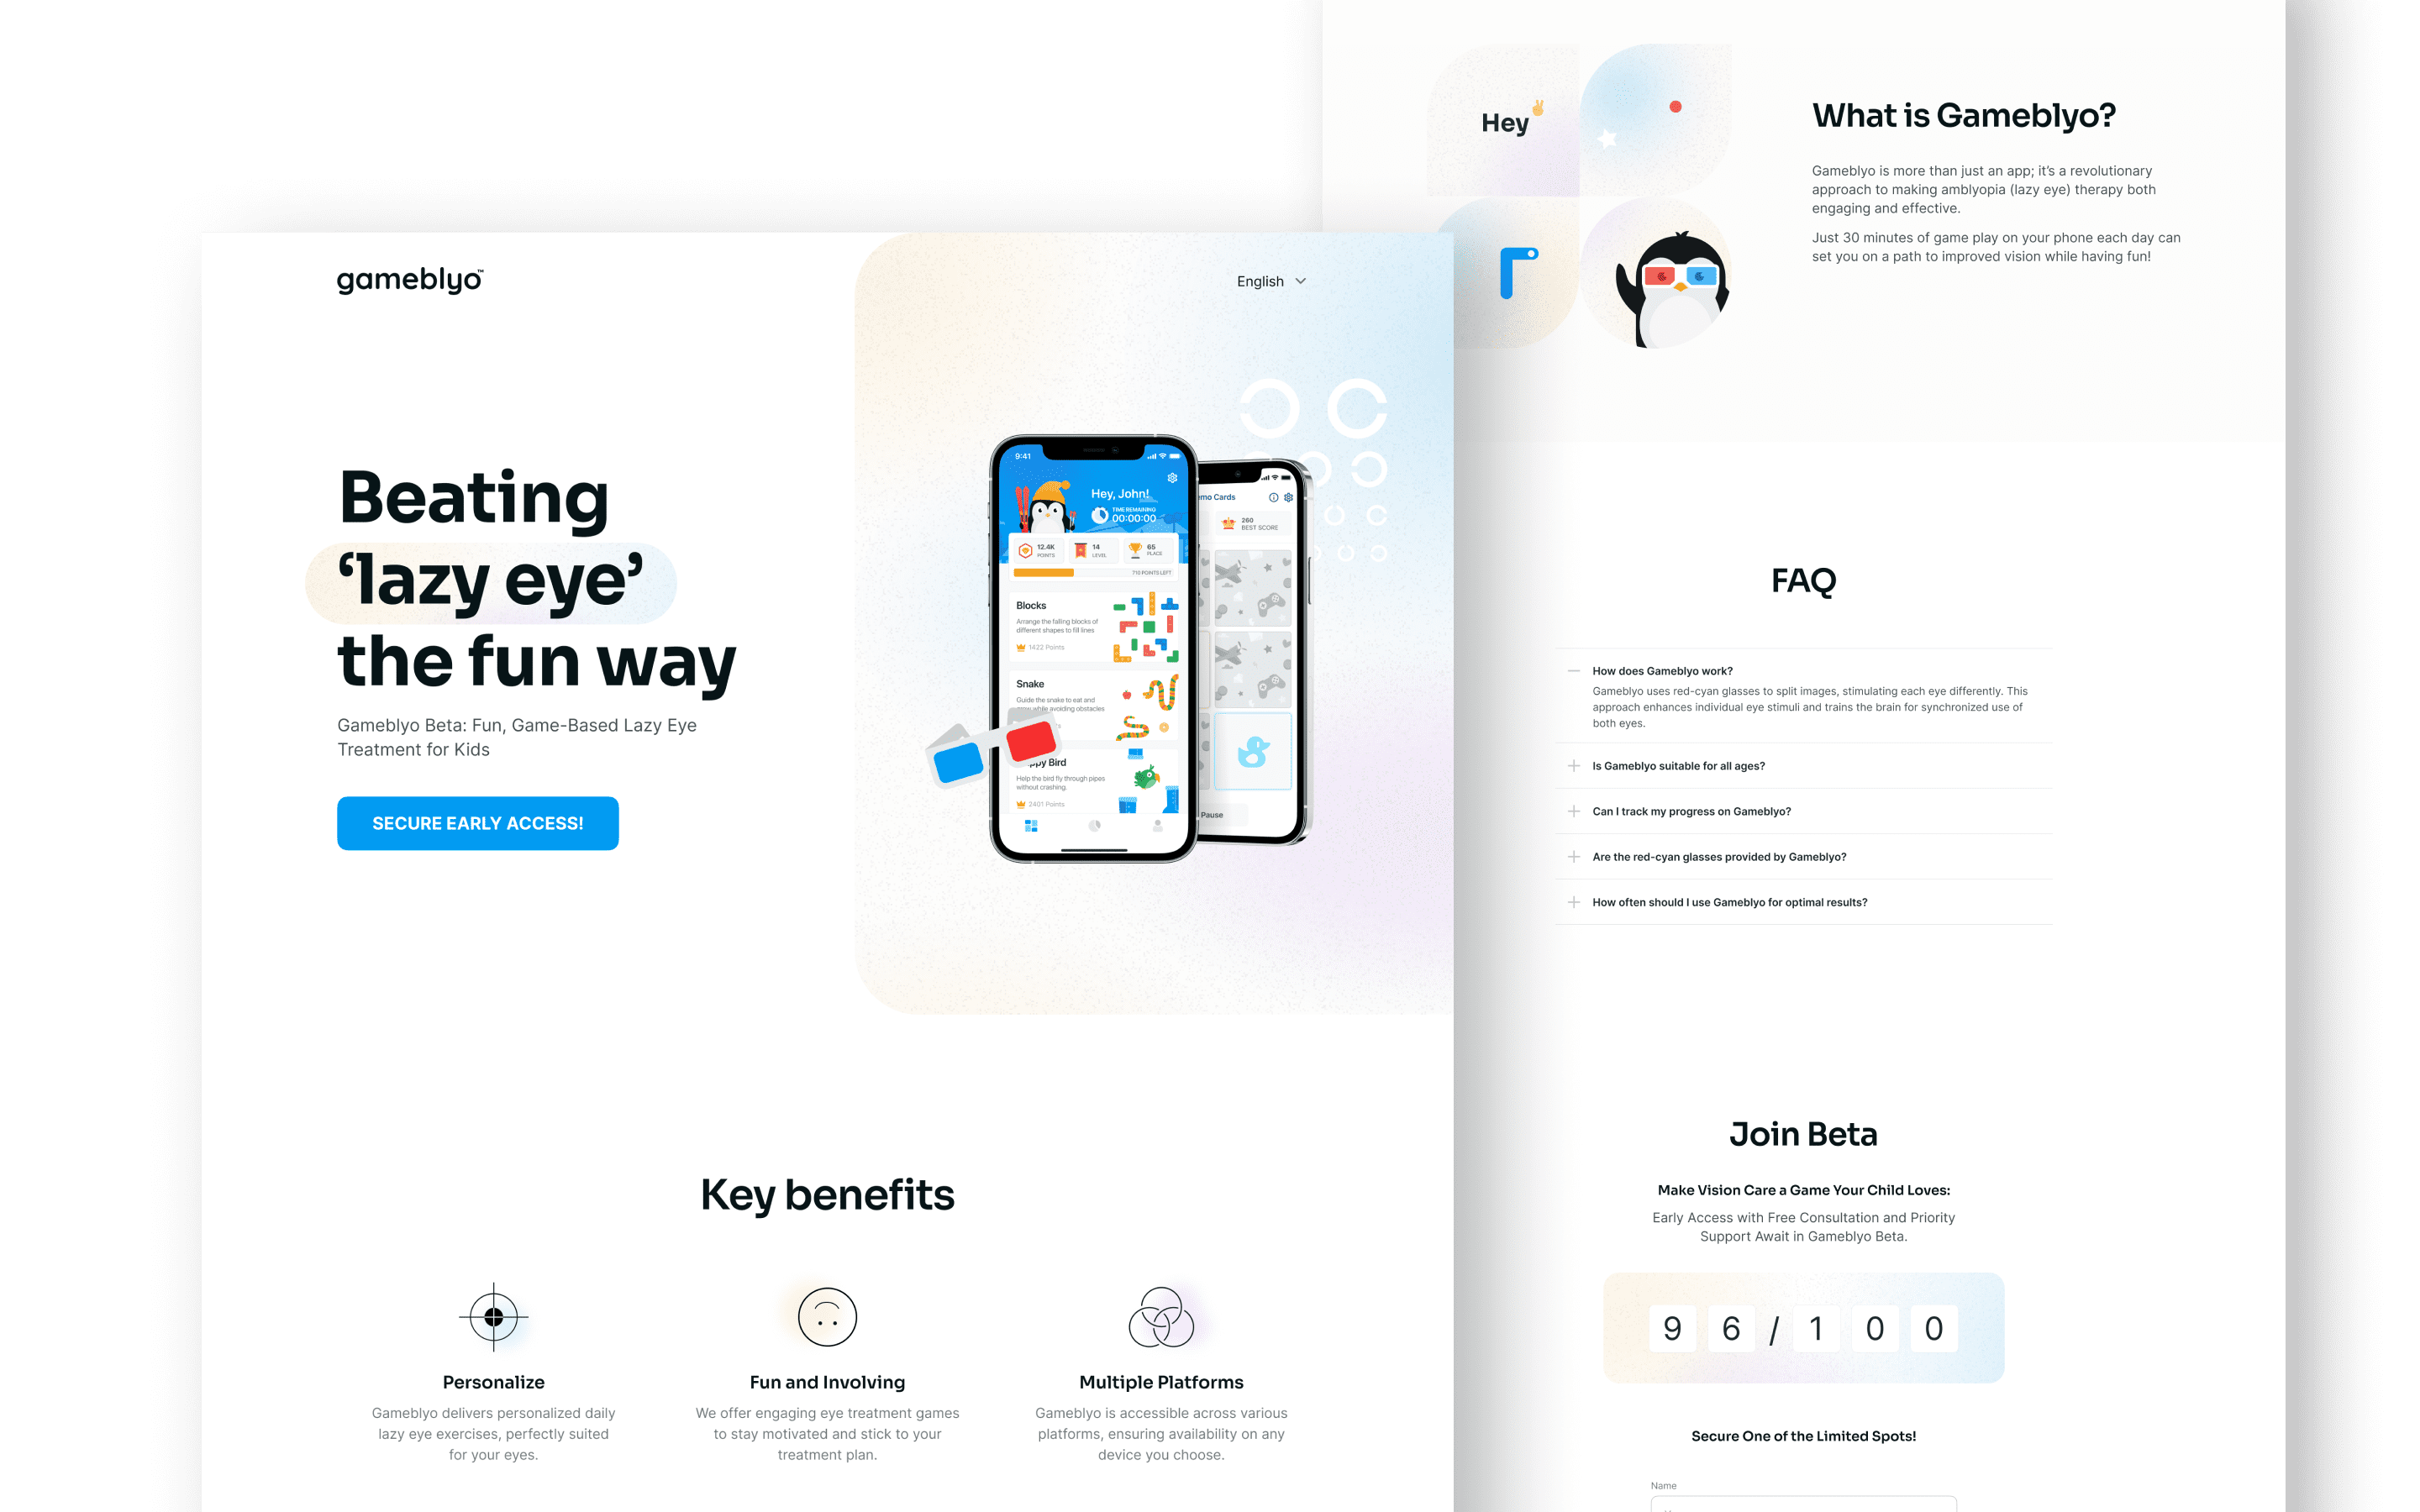 gameblyo™
English
Beating
‘lazy eye’
the fun way
Gameblyo Beta: Fun, Game-Based Lazy Eye
Treatment for Kids
SECURE EARLY ACCESS!
9:41
Hey, John!
TIME REMAINING
00:00:00
12.4K
POINTS
14
LEVEL
65
PLACE
710 POINTS LEFT
Blocks
Arrange the falling blocks of
different shapes to fill lines
1422 Points
Snake
Guide the snake to eat and
while avoiding obstacles
Bird
Help the bird fly through pipes
without crashing.
2401 Points
Cards
260
BEST SCORE
Pause
Key benefits
Personalize
Gameblyo delivers personalized daily
lazy eye exercises, perfectly suited
for your eyes.
Fun and Involving
We offer engaging eye treatment games
to stay motivated and stick to your
treatment plan.
Multiple Platforms
Gameblyo is accessible across various
platforms, ensuring availability on any
device you choose.
Hey
What is Gameblyo?
Gameblyo is more than just an app; it’s a revolutionary
approach to making amblyopia (lazy eye) therapy both
engaging and effective.
Just 30 minutes of game play on your phone each day can
set you on a path to improved vision while having fun!
FAQ
How does Gameblyo work?
Gameblyo uses red-cyan glasses to split images, stimulating each eye differently. This
approach enhances individual eye stimuli and trains the brain for synchronized use of
both eyes.
Is Gameblyo suitable for all ages?
Can I track my progress on Gameblyo?
Are the red-cyan glasses provided by Gameblyo?
How often should I use Gameblyo for optimal results?
Join Beta
Make Vision Care a Game Your Child Loves:
Early Access with Free Consultation and Priority
Support Await in Gameblyo Beta.
9 6 / 1 0 0
Secure One of the Limited Spots!
Name